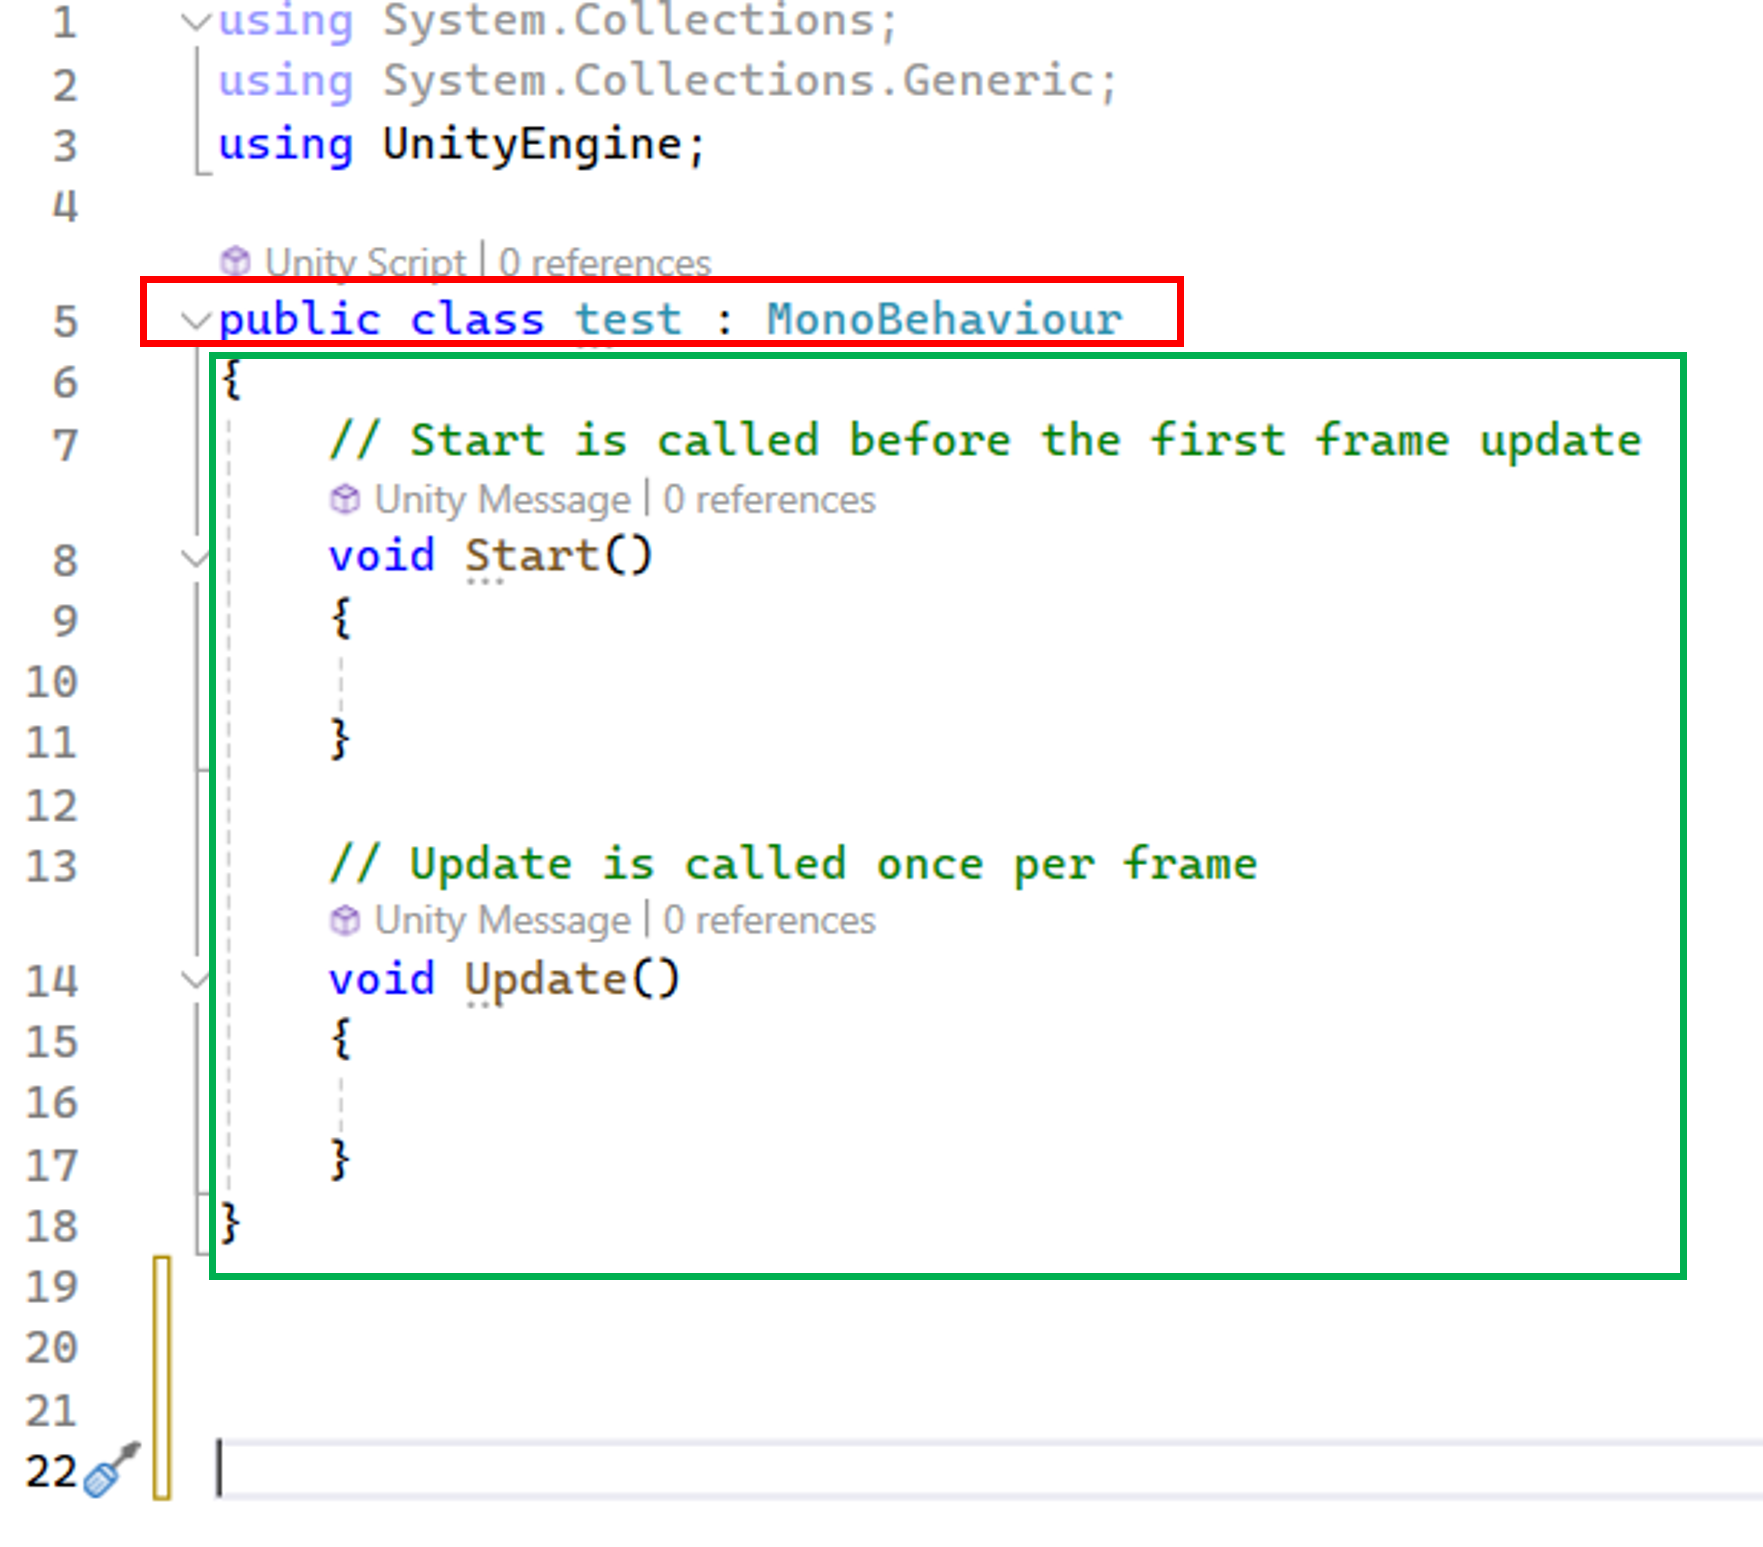 1 using System.Collections;
2 using System.Collections.Generic;
3 using UnityEngine;
4
Unity Script | 0 references
5 public class test : MonoBehaviour
6 {
7 // Start is called before the first frame update
Unity Message | 0 references
8 void Start()
9 {
10
11 }
12
13 // Update is called once per frame
Unity Message | 0 references
14 void Update()
15 {
16
17 }
18 }
19
20
21
22